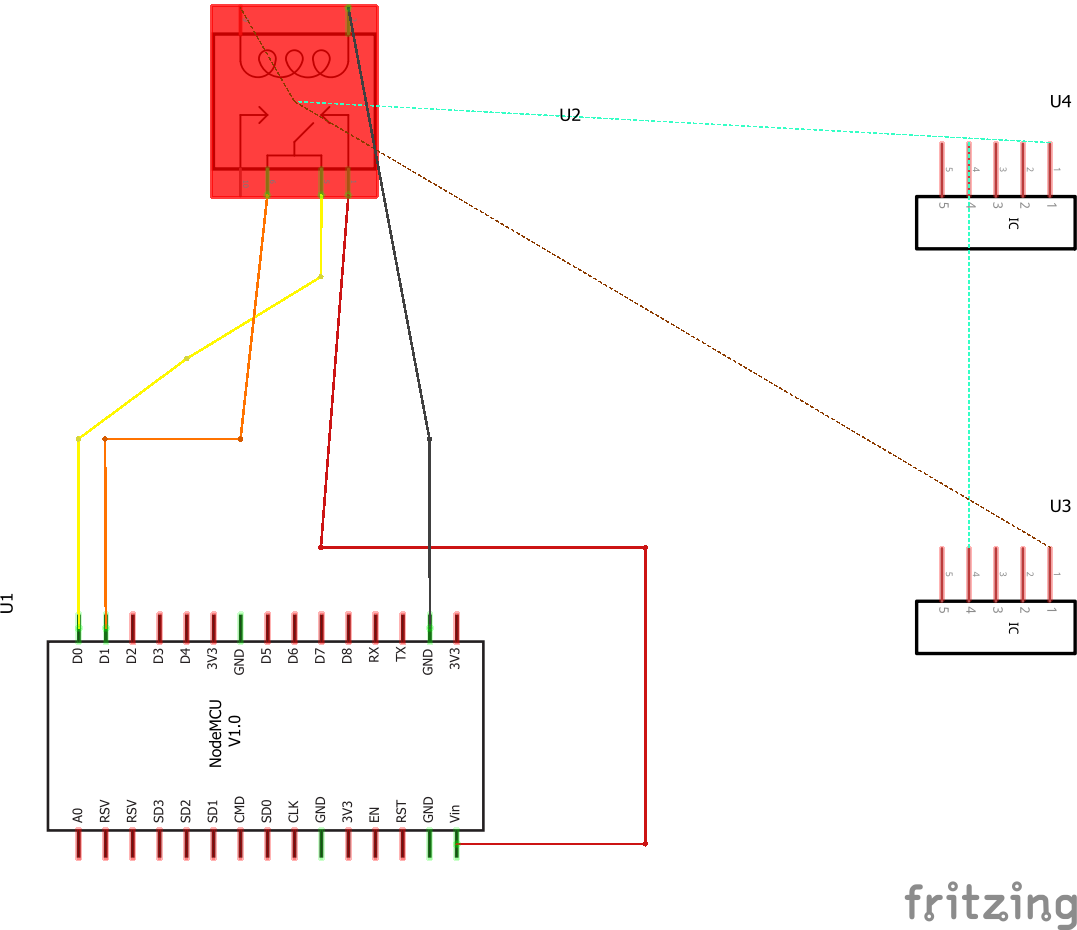 U2
U4
5
4
3
2
1
5
4
3
2
1
IC
U3
5
4
3
2
1
5
4
3
2
1
IC
U1
D0
D1
D2
D3
D4
3V3
GND
D5
D6
D7
D8
RX
TX
GND
3V3
NodeMCU
V1.0
A0
RSV
RSV
SD3
SD2
SD1
CMD
SD0
CLK
GND
3V3
EN
RST
GND
Vin
fritzing